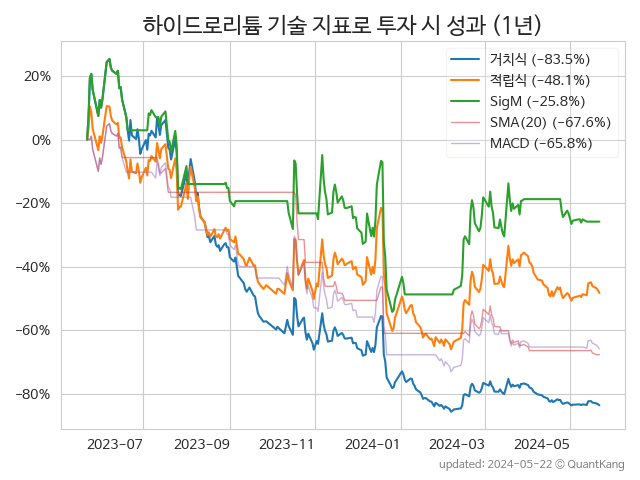 하이드로리튬 기술 지표로 투자 시 성과 (1년)
거치식 (−83.5%)
적립식 (−48.1%)
SigM (−25.8%)
SMA(20) (−67.6%)
MACD (−65.8%)
20%
0%
−20%
−40%
−60%
−80%
2023−07
2023−09
2023−11
2024−01
2024−03
2024−05
updated: 2024−05−22 © QuantKang